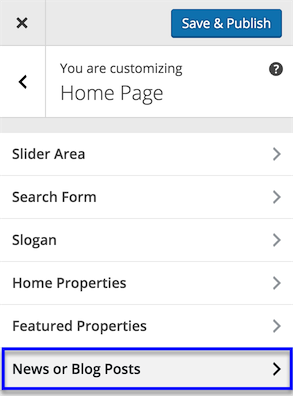 Save & Publish
You are customizing
Home Page
Slider Area
Search Form
Slogan
Home Properties
Featured Properties
News or Blog Posts